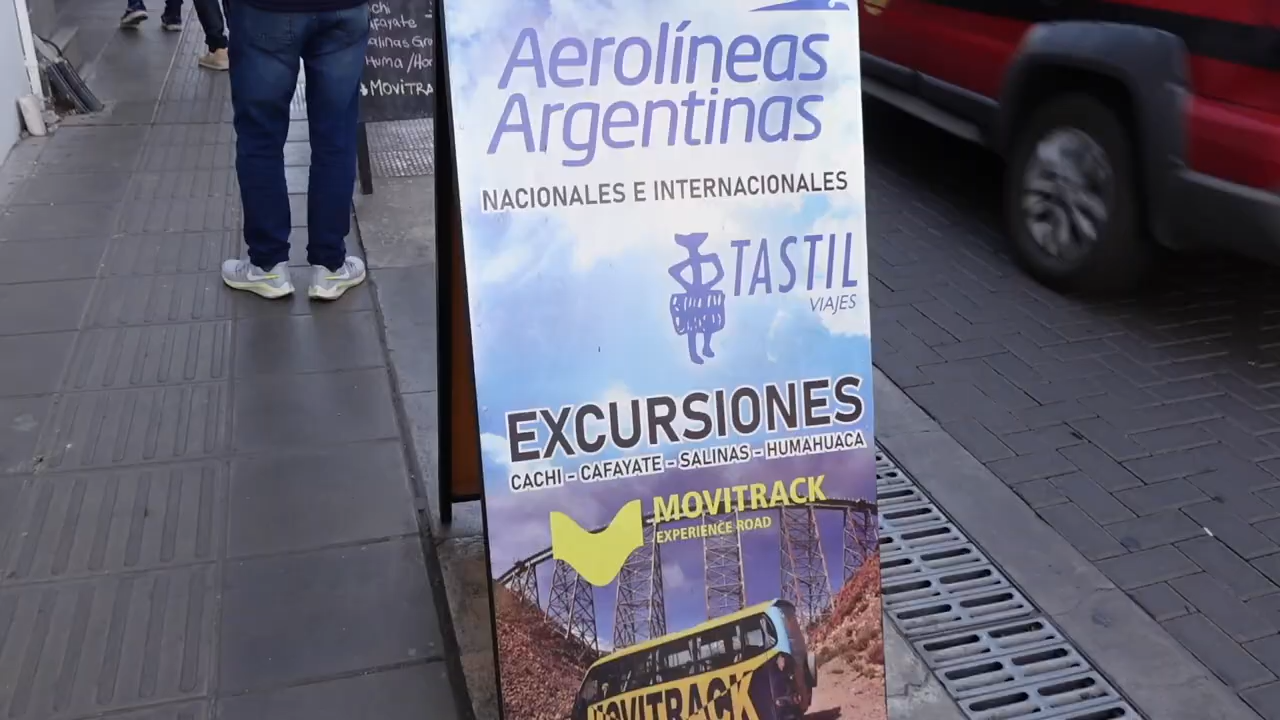 Aerolíneas
Argentinas
NACIONALES E INTERNACIONALES
TASTIL
VIAJES
EXCURSIONES
CACHI - CAFAYATE - SALINAS - HUMAHUACA
MOVITRACK
EXPERIENCE ROAD
MOVITRACK